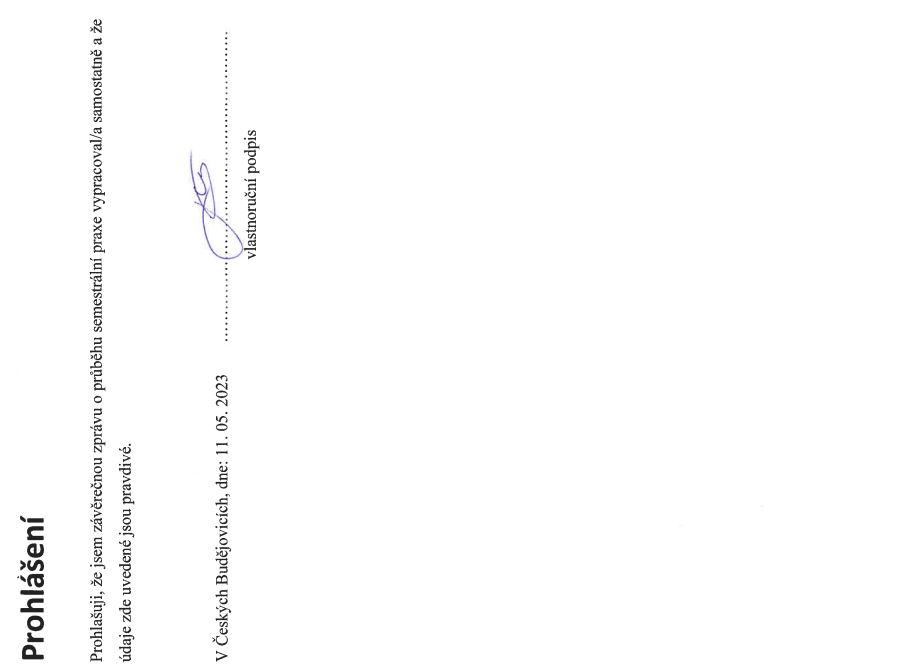 Prohlášení
Prohlašuji, že jsem závěrečnou zprávu o průběhu semestrální praxe vypracoval/a samostatně a že
údaje zde uvedené jsou pravdivé.
V Českých Budějovicích, dne: 11. 05. 2023 ........................................................................
vlastnoruční podpis